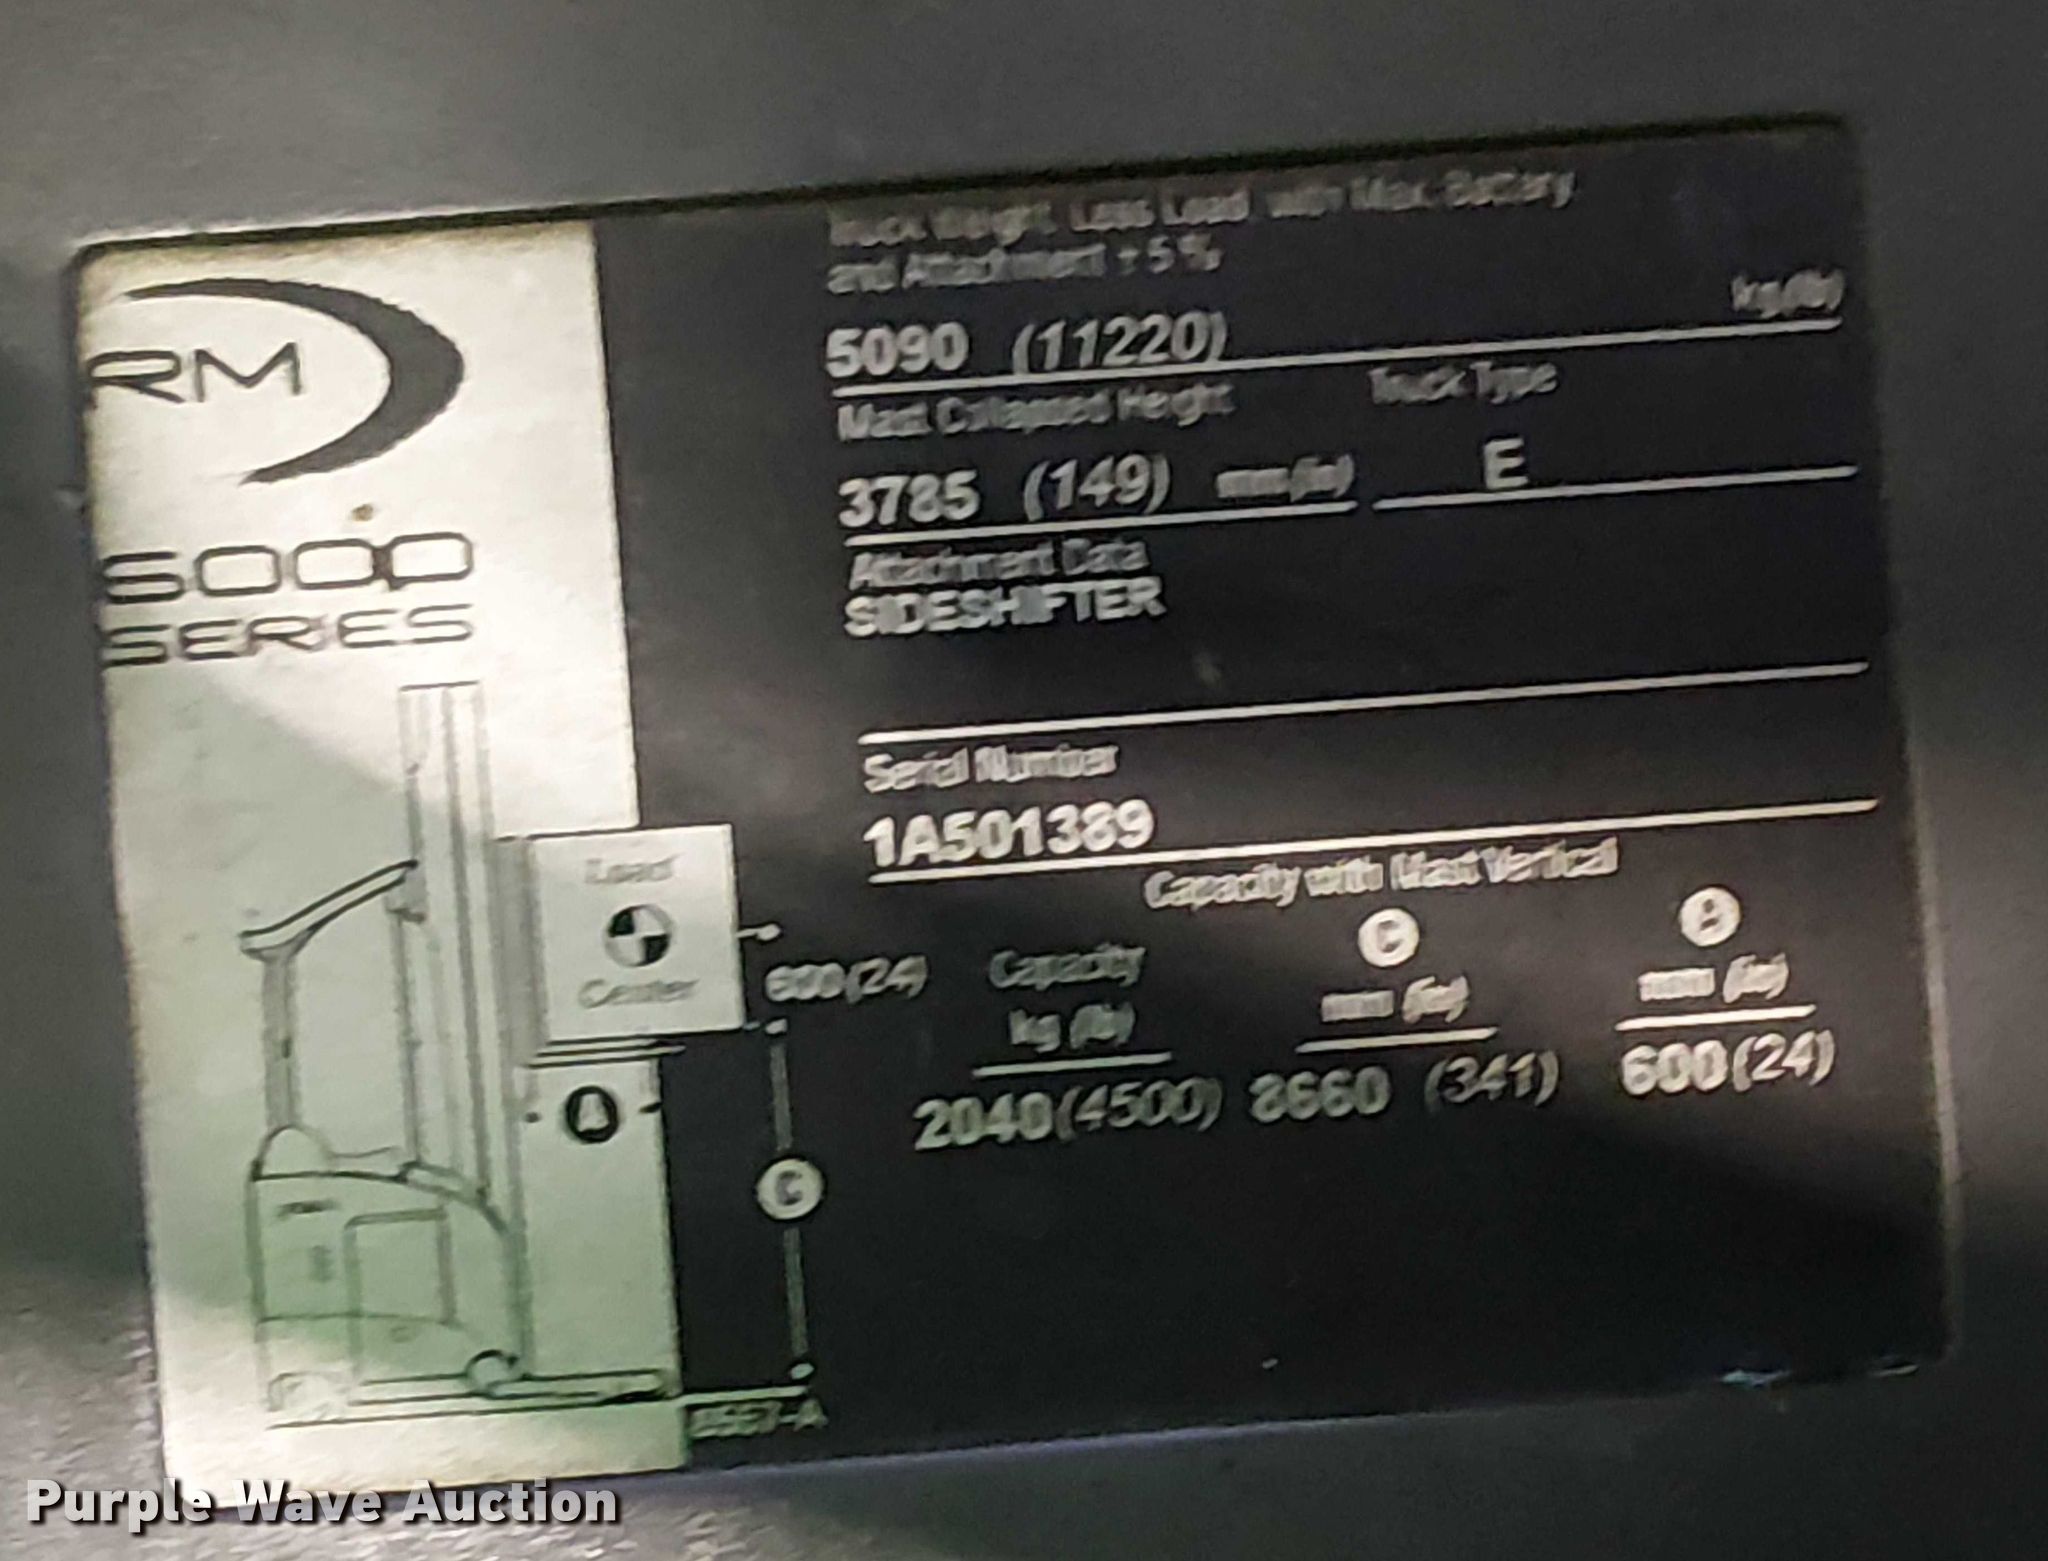 RM
5000
SERIES
Truck Weight, Less Load with Max. Battery
and Attachment ± 5%
kg(lb)
5090 (11220)
Mast Collapsed Height Truck Type
3785 (149) mm(in) E
Attachment Data
SIDESHIFTER
Serial Number
1A501389
Capacity with Mast Vertical
Load
Center
600(24)
A
C
Capacity
kg (lb)
C
mm (in)
A
mm (in)
2040(4500) 8660 (341) 600(24)
Purple Wave Auction